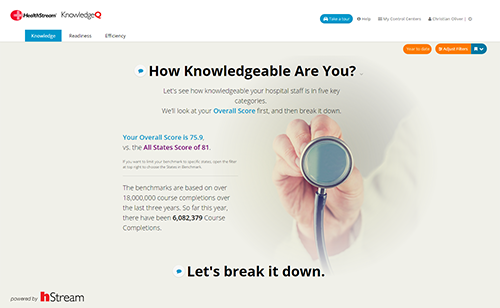 HealthStream KnowledgeQ
Take a tour Help My Control Centers Christian Oliver |
Knowledge Readiness Efficiency
Year to date Adjust Filters
How Knowledgeable Are You?
Let's see how knowledgeable your hospital staff is in five key
categories.
We'll look at your Overall Score first, and then break it down.
Your Overall Score is 75.9,
vs. the All States Score of 81.
If you want to limit your benchmark to specific states, open the filter
at top right to choose the States in Benchmark.
The benchmarks are based on over
18,000,000 course completions over
the last three years. So far this year,
there have been 6,082,379 Course
Completions.
Let's break it down.
powered by hStream